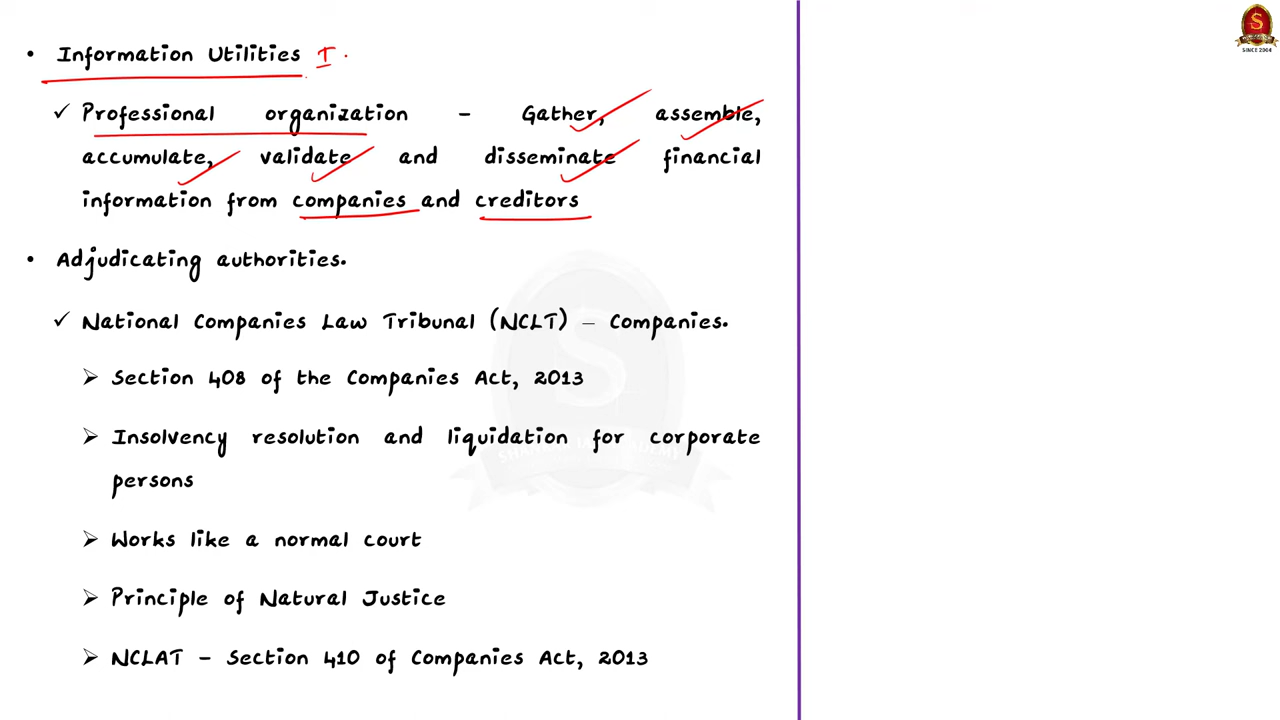 • Information Utilities I.
✓ Professional organization – Gather, assemble,
accumulate, validate and disseminate financial
information from companies and creditors
• Adjudicating authorities.
✓ National Companies Law Tribunal (NCLT) – Companies.
➢ Section 408 of the Companies Act, 2013
➢ Insolvency resolution and liquidation for corporate
persons
➢ Works like a normal court
➢ Principle of Natural Justice
➢ NCLAT – Section 410 of Companies Act, 2013
S
SINCE 2004